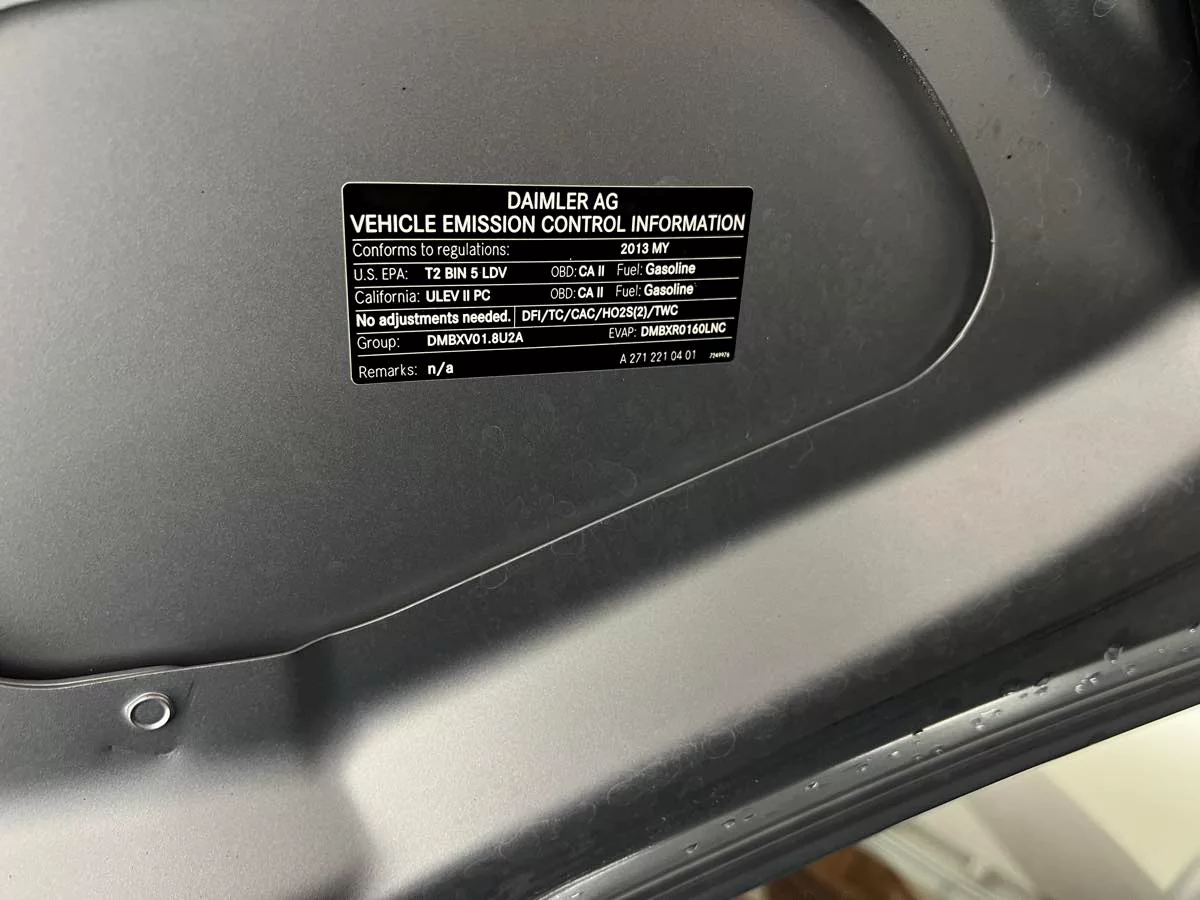 DAIMLER AG
VEHICLE EMISSION CONTROL INFORMATION
Conforms to regulations: 2013 MY
U.S. EPA: T2 BIN 5 LDV OBD: CA II Fuel: Gasoline
California: ULEV II PC OBD: CA II Fuel: Gasoline
No adjustments needed. DFI/TC/CAC/HO2S(2)/TWC
Group: DMBXV01.8U2A EVAP: DMBXR0160LNC
A 271 221 04 01 7249976
Remarks: n/a